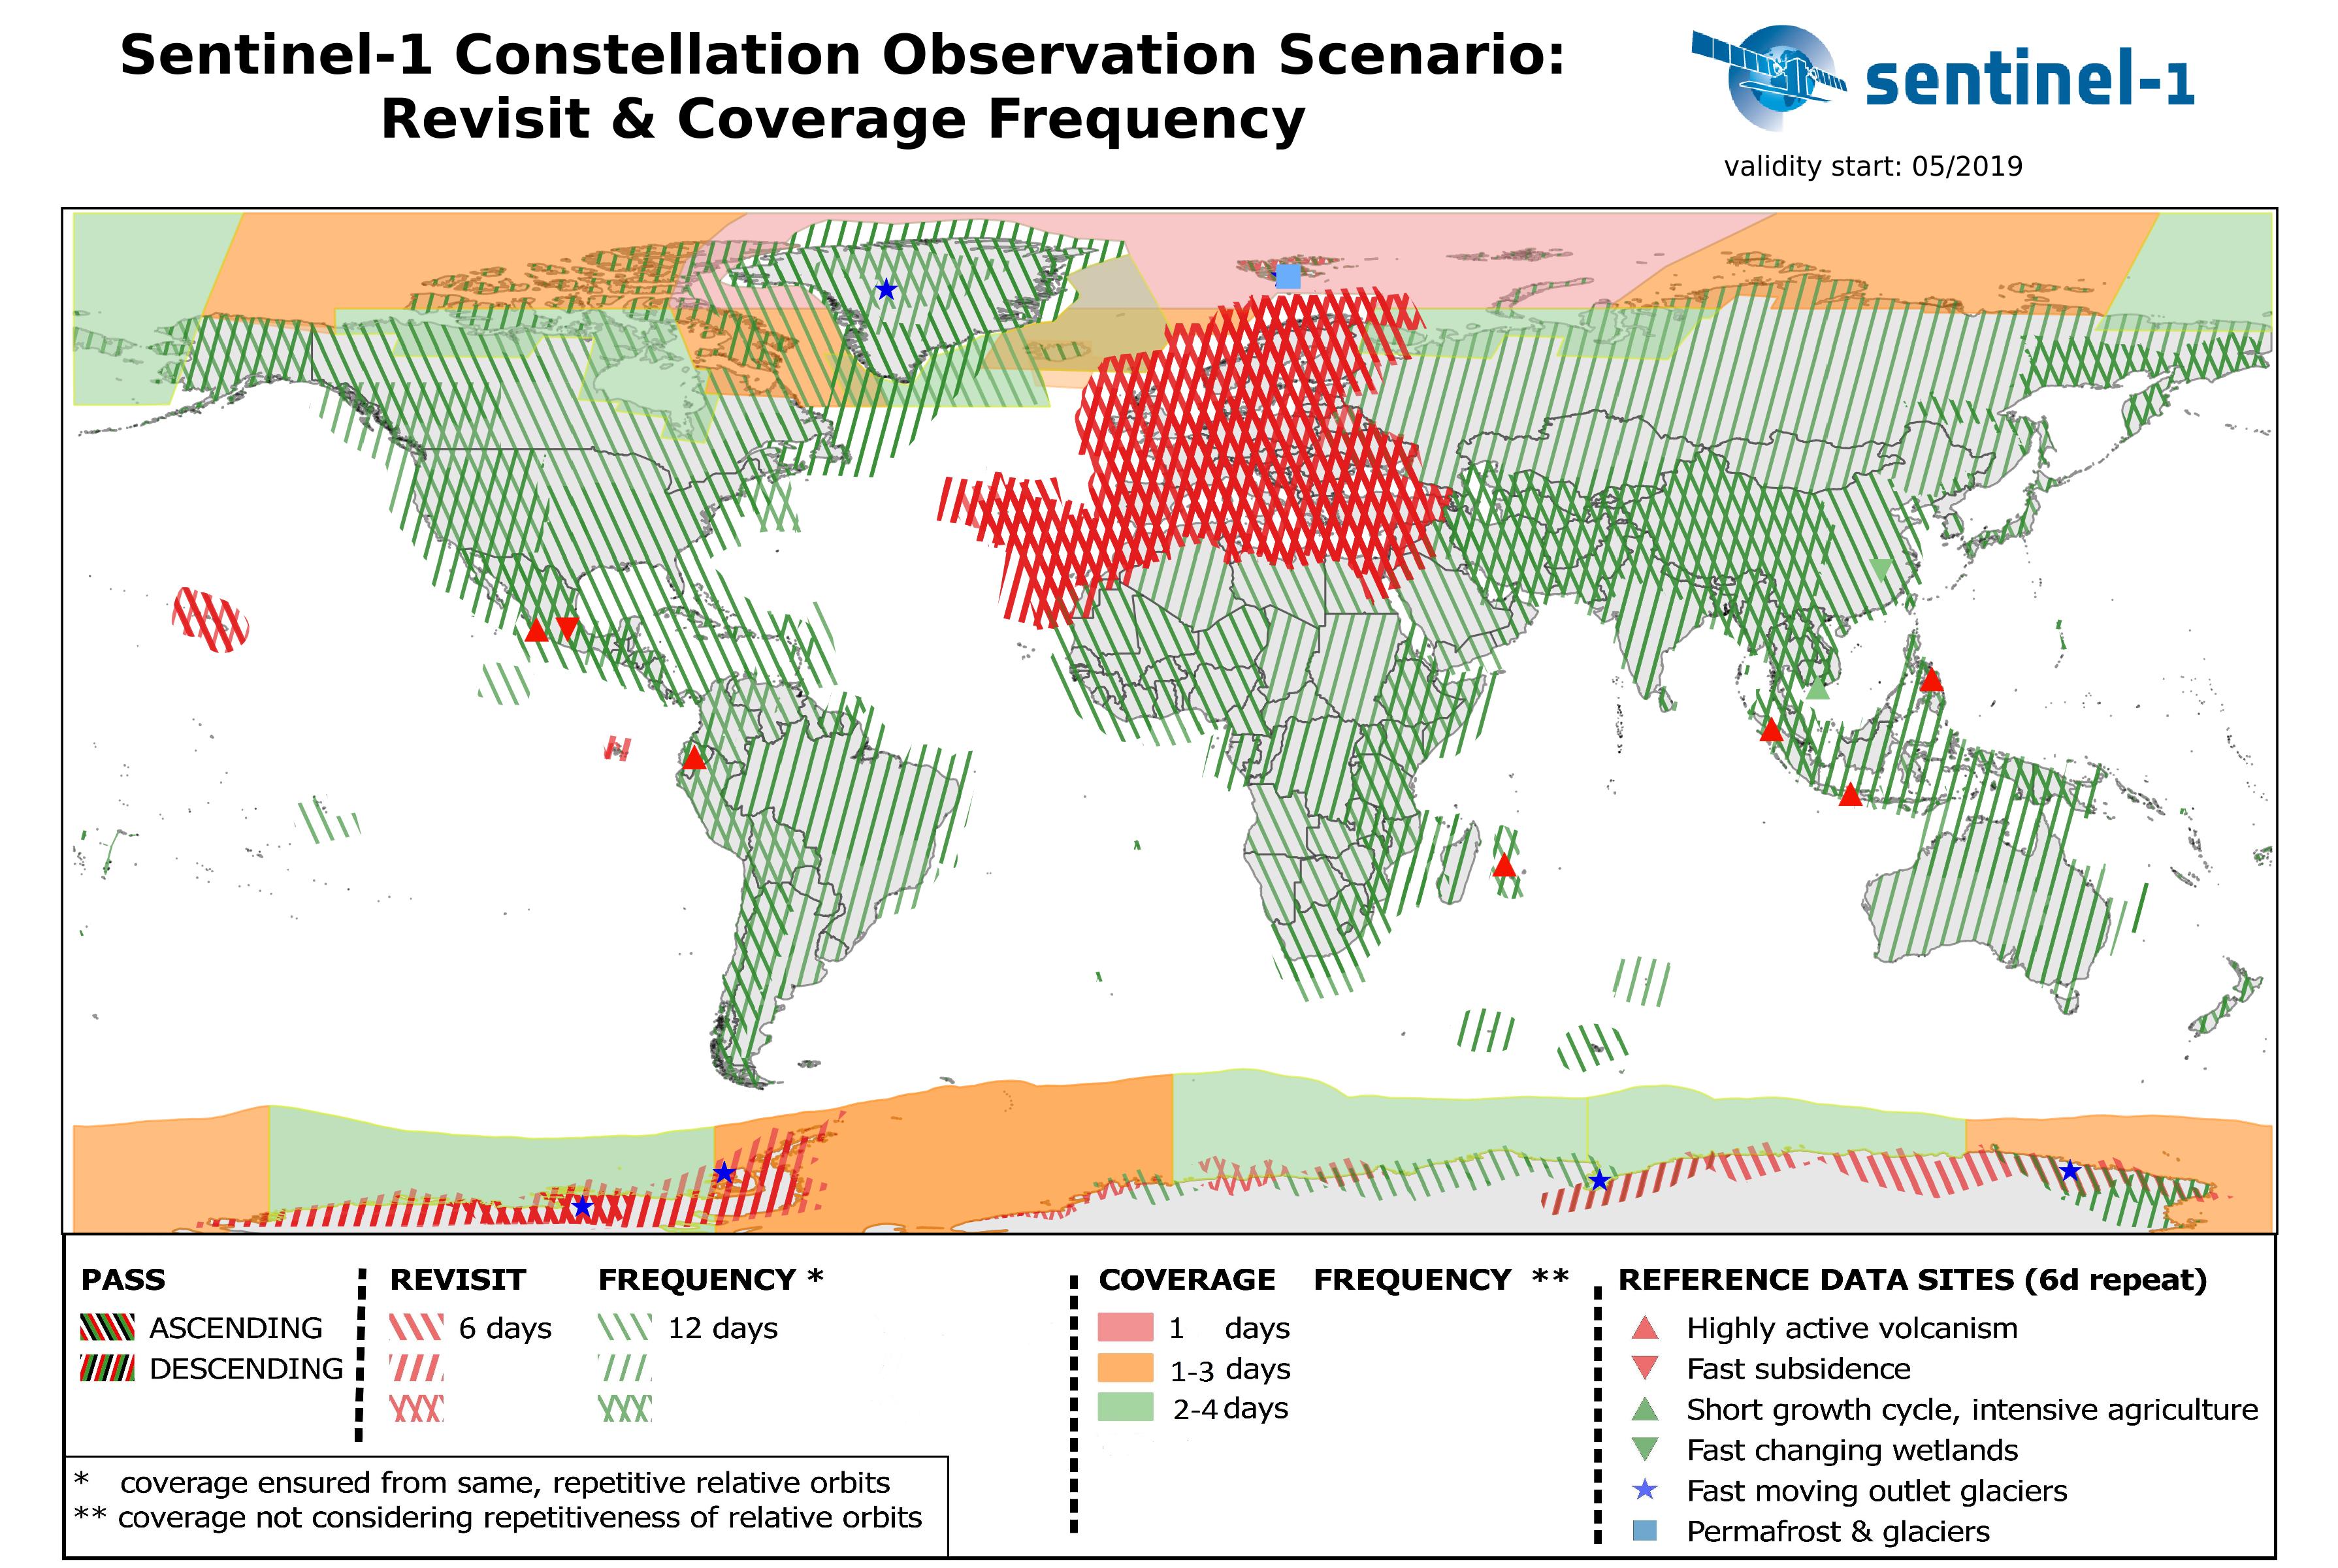 Sentinel-1 Constellation Observation Scenario:
Revisit & Coverage Frequency
sentinel-1
validity start: 05/2019
PASS
ASCENDING
DESCENDING
REVISIT FREQUENCY *
6 days 12 days
COVERAGE FREQUENCY **
1 days
1-3 days
2-4 days
REFERENCE DATA SITES (6d repeat)
Highly active volcanism
Fast subsidence
Short growth cycle, intensive agriculture
Fast changing wetlands
Fast moving outlet glaciers
Permafrost & glaciers
* coverage ensured from same, repetitive relative orbits
** coverage not considering repetitiveness of relative orbits